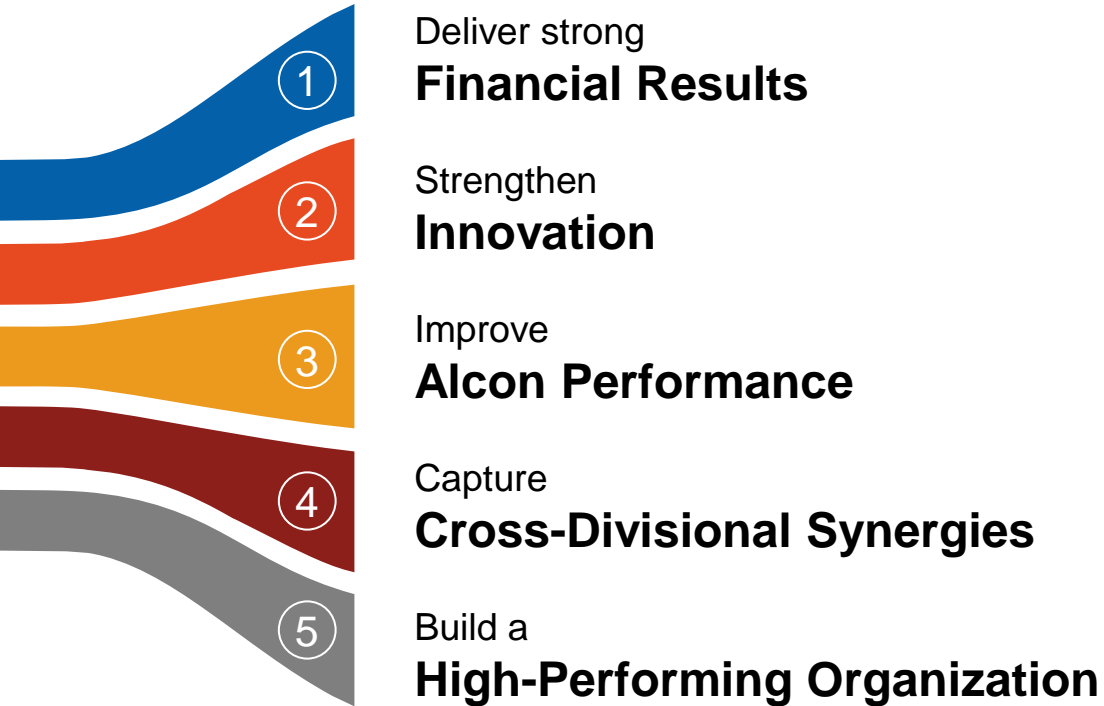 1
Deliver strong
Financial Results
2
Strengthen
Innovation
3
Improve
Alcon Performance
4
Capture
Cross-Divisional Synergies
5
Build a
High-Performing Organization